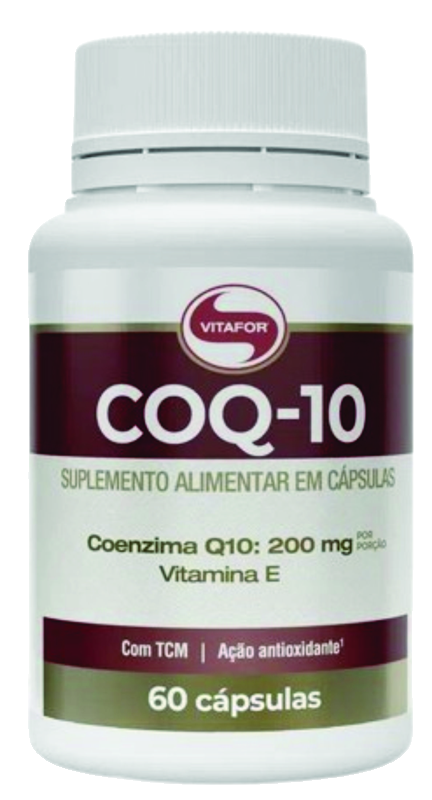 VITAFOR®
COQ-10
SUPLEMENTO ALIMENTAR EM CÁPSULAS
Coenzima Q10: 200 mg POR PORÇÃO
Vitamina E
Com TCM | Ação antioxidante¹
60 cápsulas